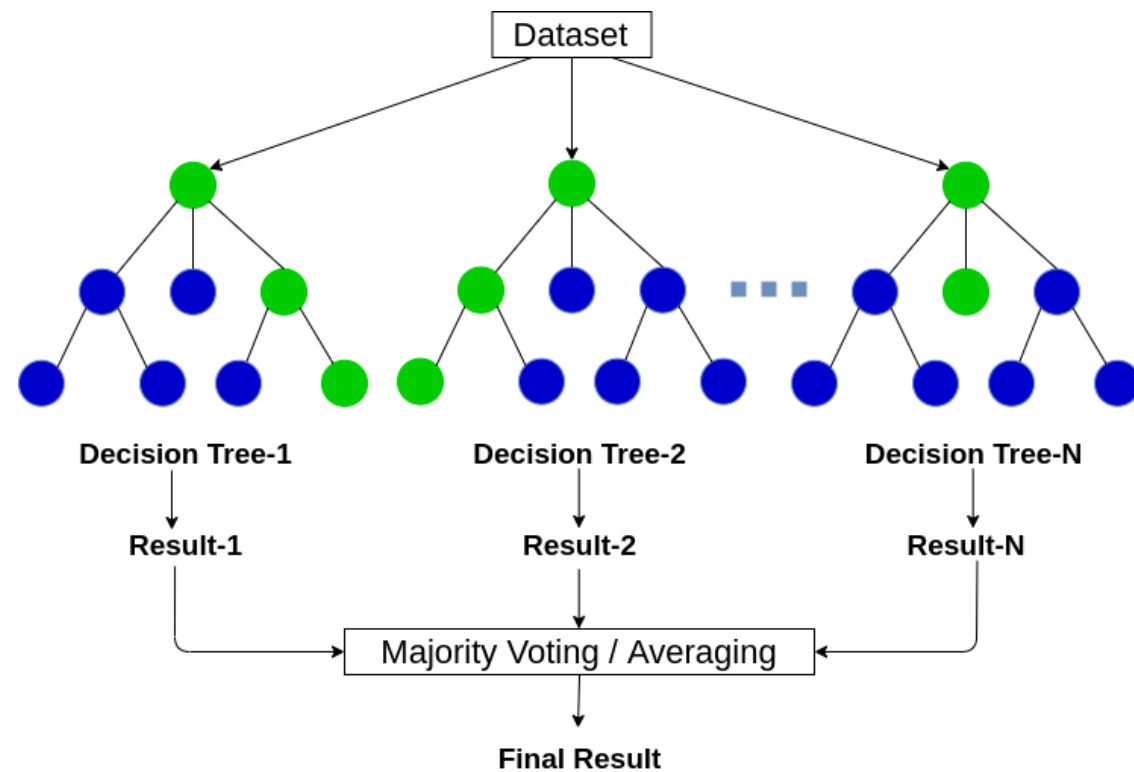 Dataset
Decision Tree-1
Decision Tree-2
Decision Tree-N
Result-1
Result-2
Result-N
Majority Voting / Averaging
Final Result